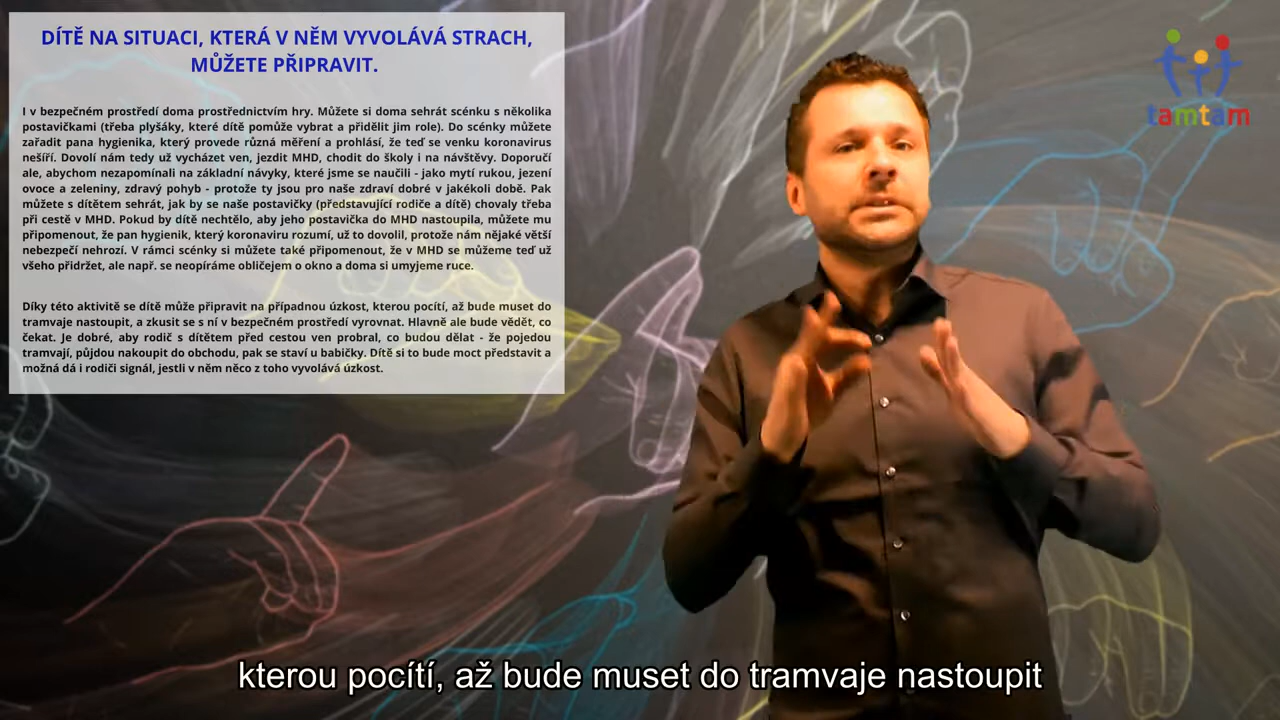 DÍTĚ NA SITUACI, KTERÁ V NĚM VYVOLÁVÁ STRACH,
MŮŽETE PŘIPRAVIT.
I v bezpečném prostředí doma prostřednictvím hry. Můžete si doma sehrát scénku s několika
postavičkami (třeba plyšáky, které dítě pomůže vybrat a přidělit jim role). Do scénky můžete
zařadit pana hygienika, který provede různá měření a prohlásí, že teď se venku koronavirus
nešíří. Dovolí nám tedy už vycházet ven, jezdit MHD, chodit do školy i na návštěvy. Doporučí
ale, abychom nezapomínali na základní návyky, které jsme se naučili - jako mytí rukou, jezení
ovoce a zeleniny, zdravý pohyb - protože ty jsou pro naše zdraví dobré v jakékoli době. Pak
můžete s dítětem sehrát, jak by se naše postavičky (představující rodiče a dítě) chovaly třeba
při cestě v MHD. Pokud by dítě nechtělo, aby jeho postavička do MHD nastoupila, můžete mu
připomenout, že pan hygienik, který koronaviru rozumí, už to dovolil, protože nám nějaké větší
nebezpečí nehrozí. V rámci scénky si můžete také připomenout, že v MHD se můžeme teď už
všeho přidržet, ale např. se neopíráme obličejem o okno a doma si umyjeme ruce.
Díky této aktivitě se dítě může připravit na případnou úzkost, kterou pocítí, až bude muset do
tramvaje nastoupit, a zkusit se s ní v bezpečném prostředí vyrovnat. Hlavně ale bude vědět, co
čekat. Je dobré, aby rodič s dítětem před cestou ven probral, co budou dělat - že pojedou
tramvají, půjdou nakoupit do obchodu, pak se staví u babičky. Dítě si to bude moct představit a
možná dá i rodiči signál, jestli v něm něco z toho vyvolává úzkost.
tamtam
kterou pocítí, až bude muset do tramvaje nastoupit